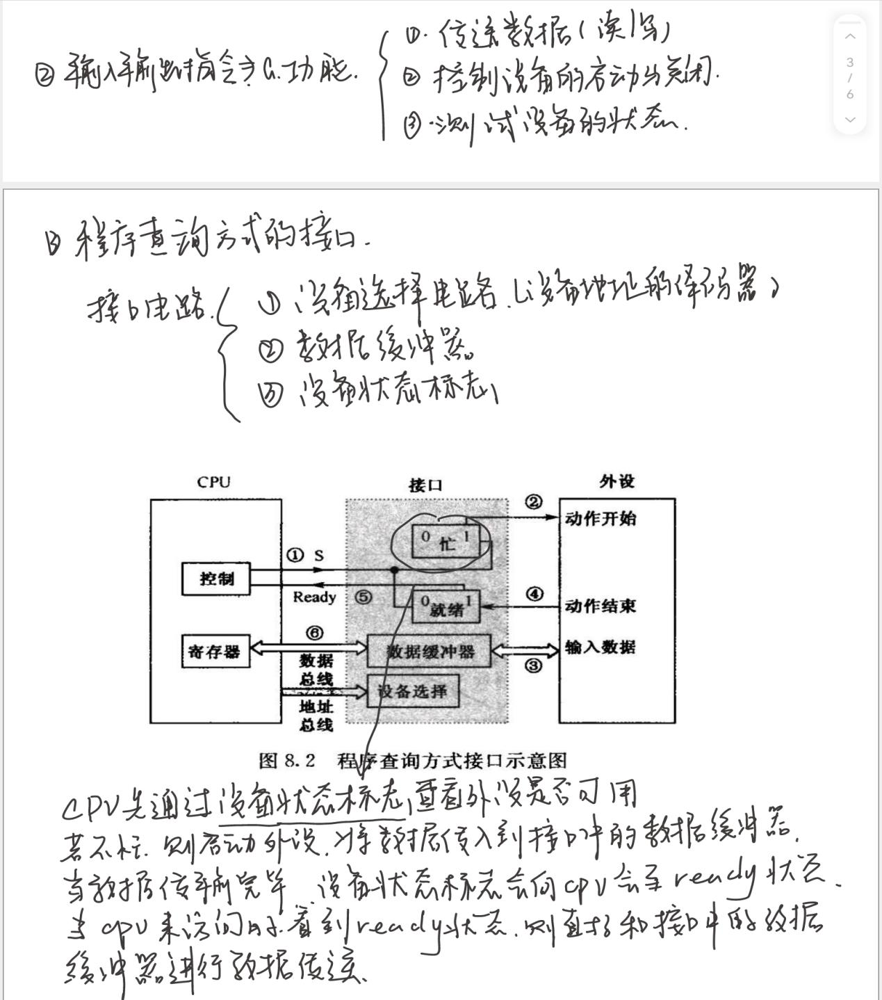 ①. 传送数据(读/写)
② 输入输出指令 功能.
② 控制设备的启动与关闭.
③ 测试设备的状态.
3
/
6
③ 程序查询方式的接口.
接口电路.
① 设备选择电路.(设备地址的译码器)
② 数据缓冲器
③ 设备状态标志
CPU
接口
外设
②
0 忙 1
动作开始
① S
控制
Ready ⑤
0 就绪 1
④
动作结束
⑥
寄存器
数据缓冲器
输入数据
数据
总线
③
设备选择
地址
总线
图 8.2 程序查询方式接口示意图
CPU先通过设备状态标志,查看外设是否可用
若不忙. 则启动外设. 将数据传入到接口中的数据缓冲器.
当数据传输完毕. 设备状态标志会向cpu ready状态.
当cpu来访问时.看到ready状态.则直接和接口中的数据
缓冲器进行数据传送.